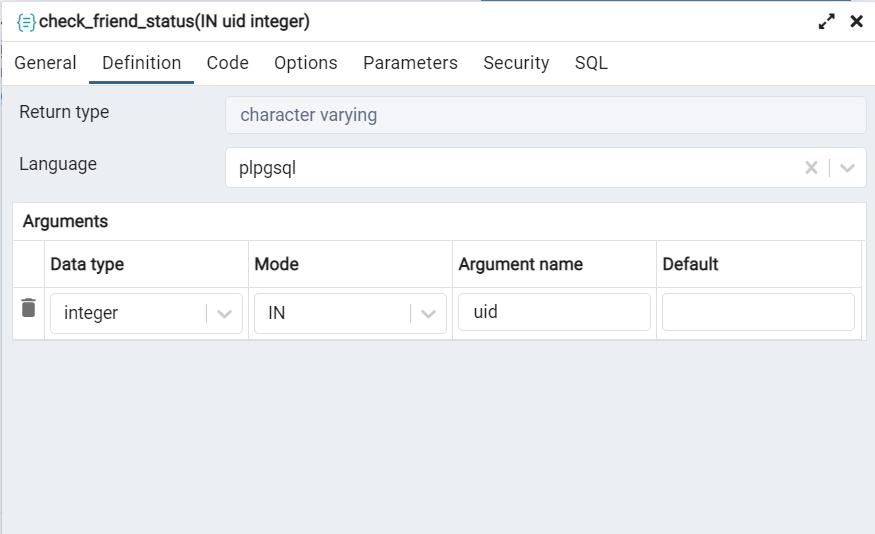 check_friend_status(IN uid integer)
General Definition Code Options Parameters Security SQL
Return type character varying
Language plpgsql
Arguments
Data type Mode Argument name Default
integer IN uid